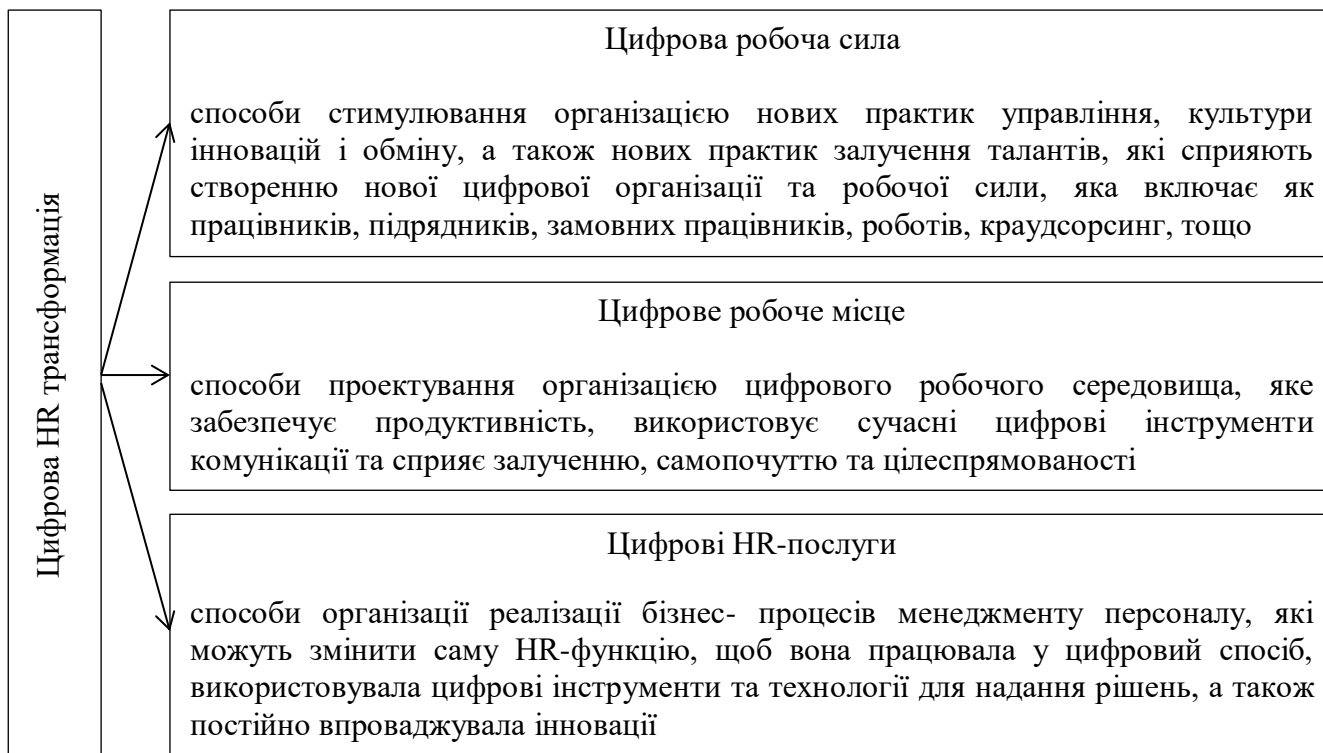 Цифрова HR трансформація
Цифрова робоча сила
способи стимулювання організацією нових практик управління, культури
інновацій і обміну, а також нових практик залучення талантів, які сприяють
створенню нової цифрової організації та робочої сили, яка включає як
працівників, підрядників, замовних працівників, роботів, краудсорсинг, тощо
Цифрове робоче місце
способи проектування організацією цифрового робочого середовища, яке
забезпечує продуктивність, використовує сучасні цифрові інструменти
комунікації та сприяє залученню, самопочуттю та цілеспрямованості
Цифрові HR-послуги
способи організації реалізації бізнес- процесів менеджменту персоналу, які
можуть змінити саму HR-функцію, щоб вона працювала у цифровий спосіб,
використовувала цифрові інструменти та технології для надання рішень, а також
постійно впроваджувала інновації